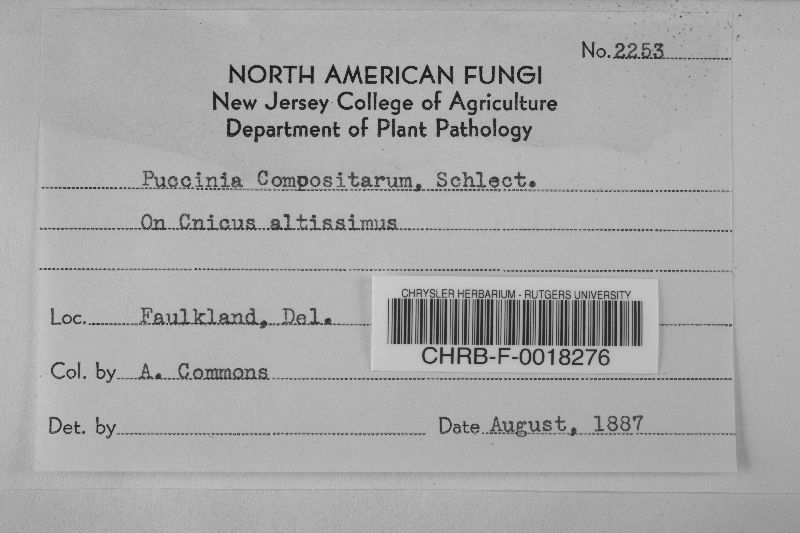 No. 2253
NORTH AMERICAN FUNGI
New Jersey College of Agriculture
Department of Plant Pathology
Puccinia Compositarum, Schlect.
On Cnicus altissimus
Loc. Faulkland, Del.
CHRYSLER HERBARIUM - RUTGERS UNIVERSITY
CHRB-F-0018276
Col. by A. Commons
Det. by
Date August, 1887